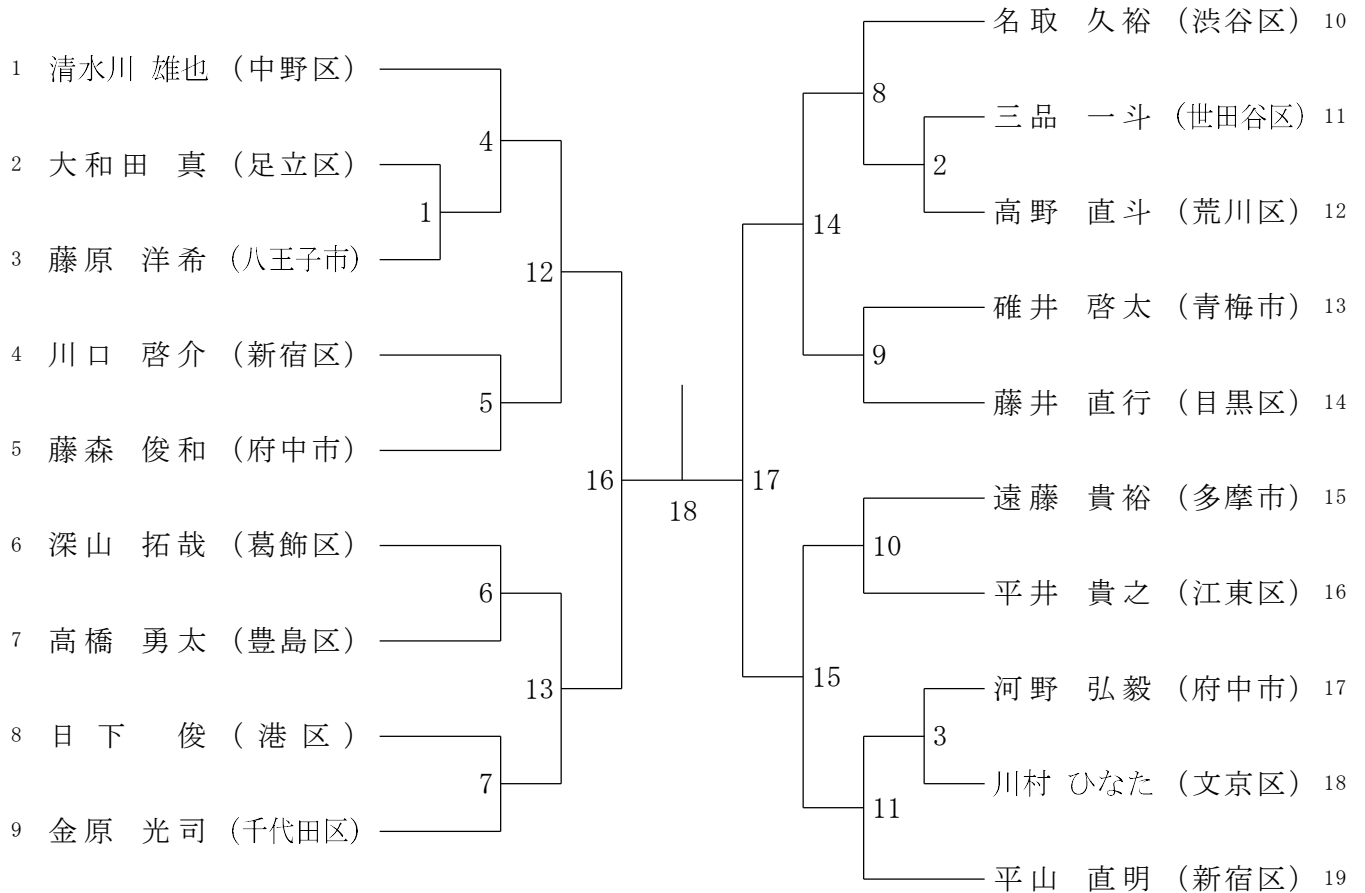 1 清水川 雄也 (中野区)
2 大和田 真 (足立区)
3 藤原 洋希 (八王子市)
4 川口 啓介 (新宿区)
5 藤森 俊和 (府中市)
6 深山 拓哉 (葛飾区)
7 高橋 勇太 (豊島区)
8 日下 俊 (港区)
9 金原 光司 (千代田区)
1
4
5
6
7
12
13
16
18
17
14
15
8
2
9
10
3
11
名取 久裕 (渋谷区) 10
三品 一斗 (世田谷区) 11
高野 直斗 (荒川区) 12
碓井 啓太 (青梅市) 13
藤井 直行 (目黒区) 14
遠藤 貴裕 (多摩市) 15
平井 貴之 (江東区) 16
河野 弘毅 (府中市) 17
川村 ひなた (文京区) 18
平山 直明 (新宿区) 19